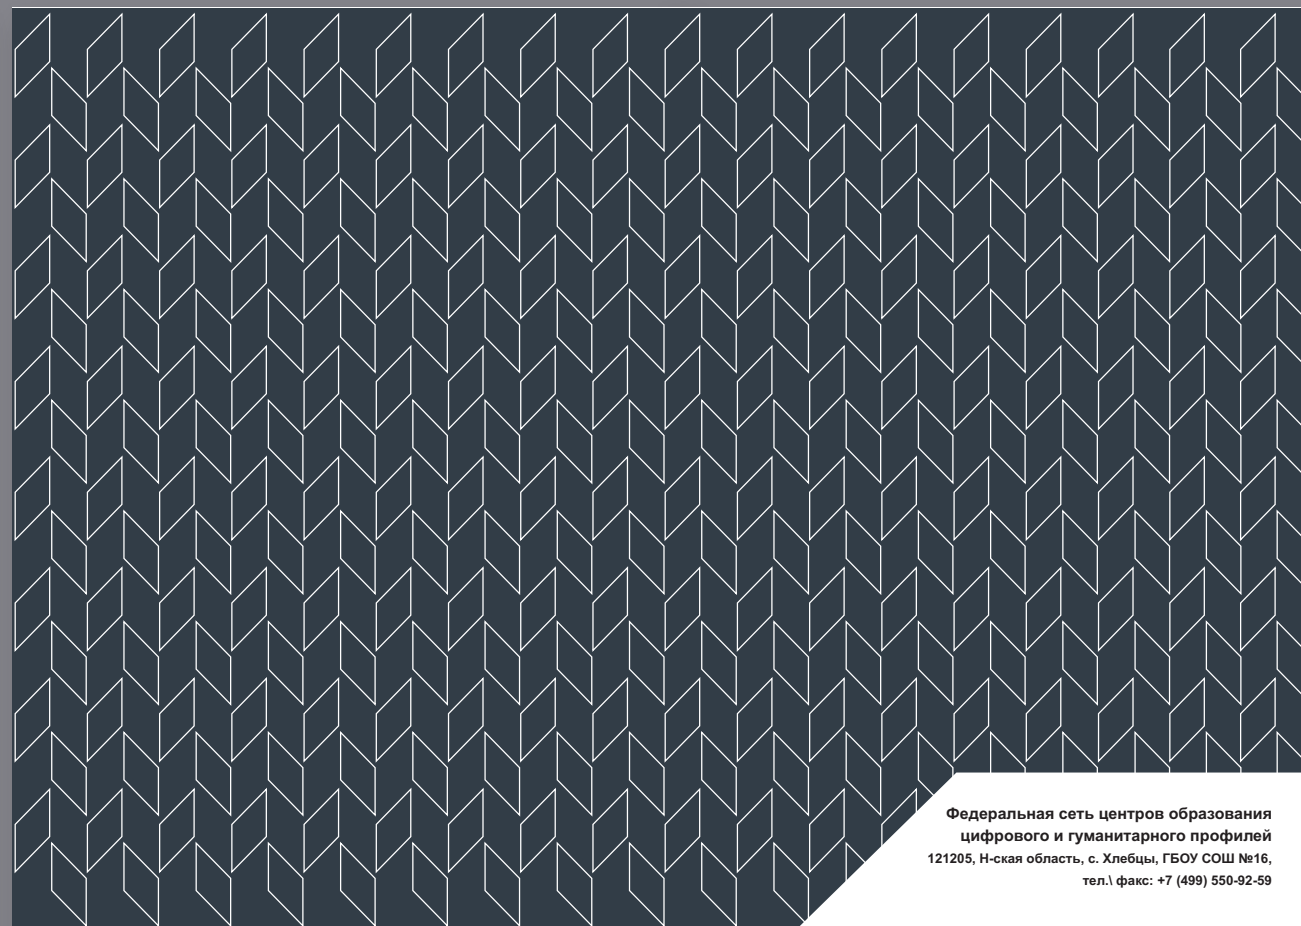 Федеральная сеть центров образования
цифрового и гуманитарного профилей
121205, Н-ская область, с. Хлебцы, ГБОУ СОШ №16,
тел.\ факс: +7 (499) 550-92-59